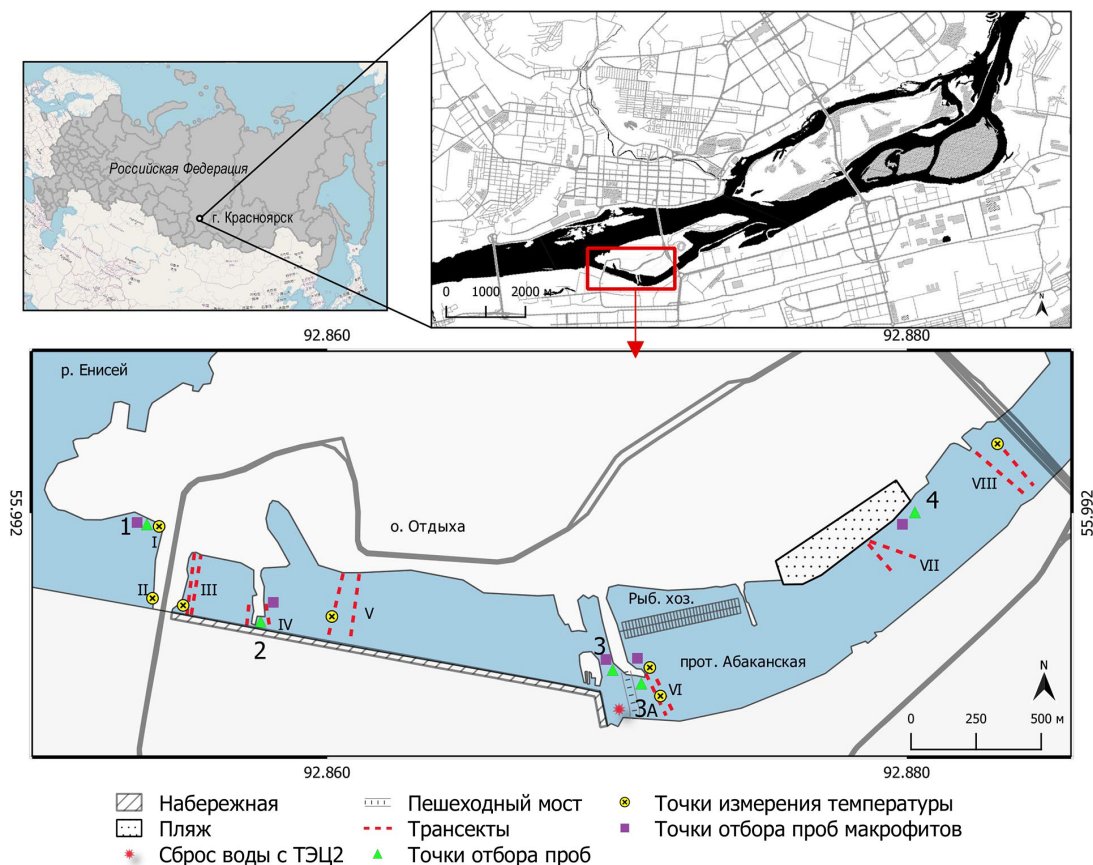 Российская Федерация
г. Красноярск
0 1000 2000 м
N
92.860 92.880
р. Енисей
55.992
55.992
1
I
II
III
о. Отдыха
IV
V
2
Рыб. хоз.
3
прот. Абаканская
VI
3А
4
VII
VIII
N
0 250 500 м
92.860 92.880
Набережная
Пляж
Сброс воды с ТЭЦ2
Пешеходный мост
Трансекты
Точки отбора проб
Точки измерения температуры
Точки отбора проб макрофитов